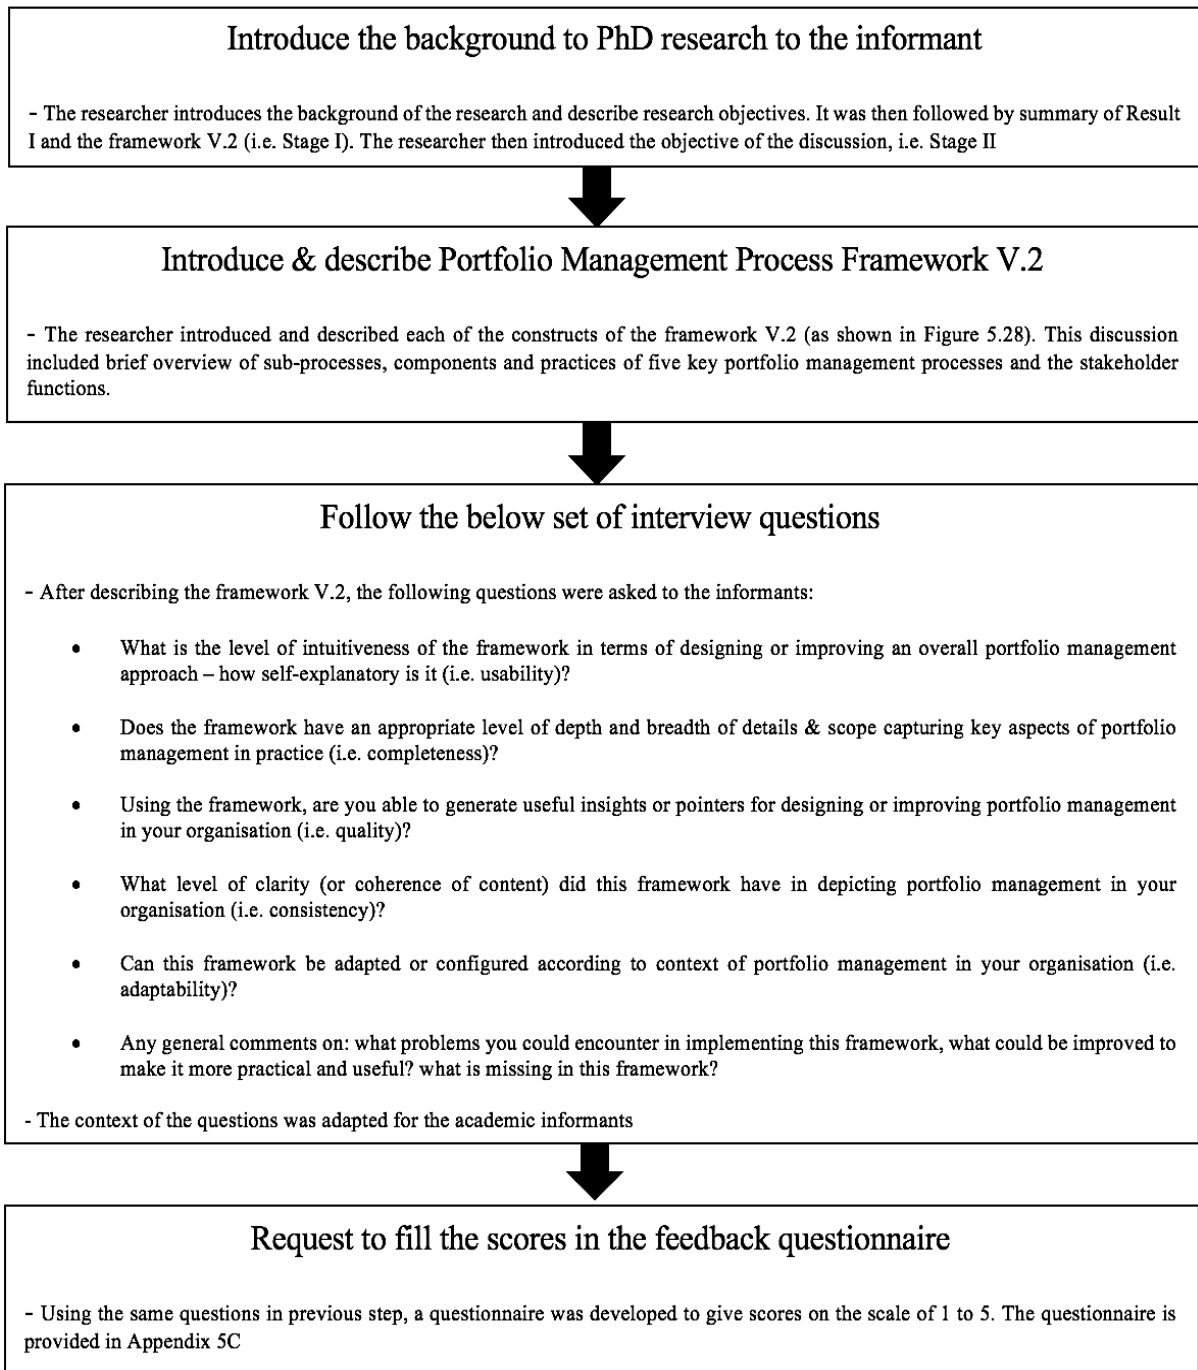 Introduce the background to PhD research to the informant
- The researcher introduces the background of the research and describe research objectives. It was then followed by summary of Result
I and the framework V.2 (i.e. Stage I). The researcher then introduced the objective of the discussion, i.e. Stage II
Introduce & describe Portfolio Management Process Framework V.2
- The researcher introduced and described each of the constructs of the framework V.2 (as shown in Figure 5.28). This discussion
included brief overview of sub-processes, components and practices of five key portfolio management processes and the stakeholder
functions.
Follow the below set of interview questions
- After describing the framework V.2, the following questions were asked to the informants:
• What is the level of intuitiveness of the framework in terms of designing or improving an overall portfolio management
approach – how self-explanatory is it (i.e. usability)?
• Does the framework have an appropriate level of depth and breadth of details & scope capturing key aspects of portfolio
management in practice (i.e. completeness)?
• Using the framework, are you able to generate useful insights or pointers for designing or improving portfolio management
in your organisation (i.e. quality)?
• What level of clarity (or coherence of content) did this framework have in depicting portfolio management in your
organisation (i.e. consistency)?
• Can this framework be adapted or configured according to context of portfolio management in your organisation (i.e.
adaptability)?
• Any general comments on: what problems you could encounter in implementing this framework, what could be improved to
make it more practical and useful? what is missing in this framework?
- The context of the questions was adapted for the academic informants
Request to fill the scores in the feedback questionnaire
- Using the same questions in previous step, a questionnaire was developed to give scores on the scale of 1 to 5. The questionnaire is
provided in Appendix 5C